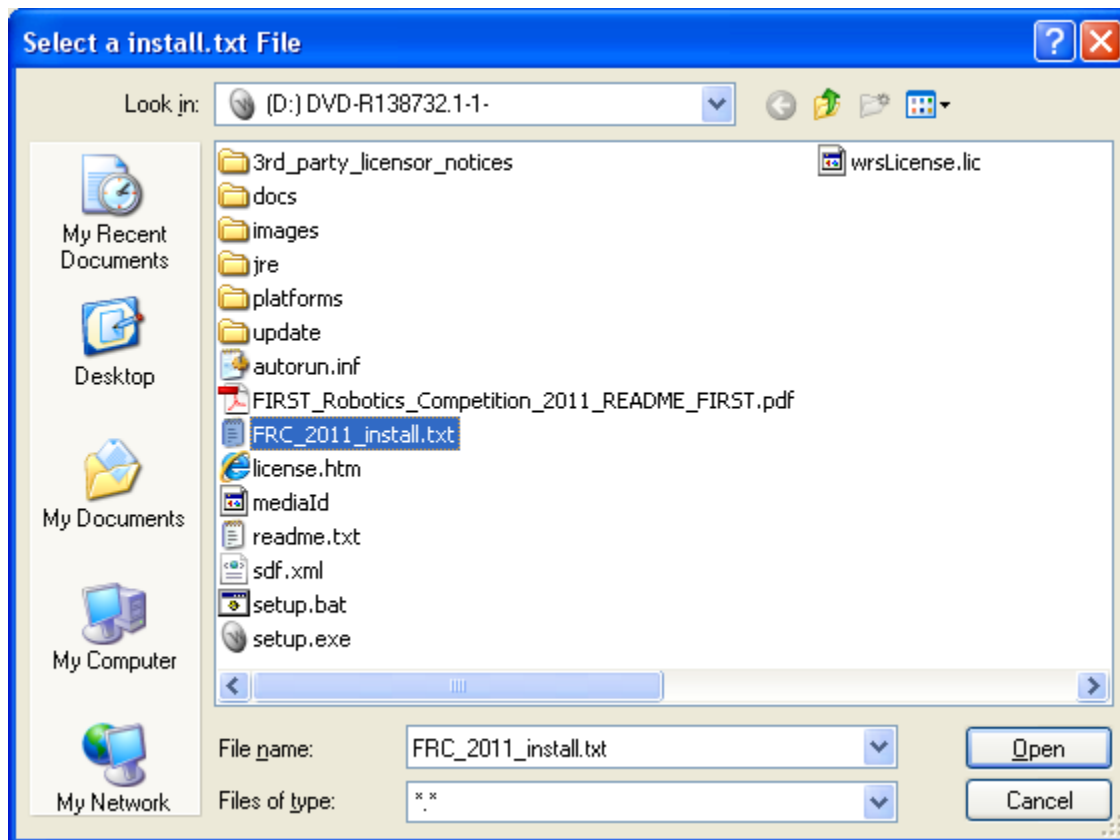 Select a install.txt File
Look in:
(D:) DVD-R138732.1-1-
My Recent
Documents
Desktop
My Documents
My Computer
My Network
3rd_party_licensor_notices
docs
images
jre
platforms
update
autorun.inf
FIRST_Robotics_Competition_2011_README_FIRST.pdf
FRC_2011_install.txt
license.htm
mediaId
readme.txt
sdf.xml
setup.bat
setup.exe
wrsLicense.lic
File name:
FRC_2011_install.txt
Open
Files of type:
*.*
Cancel